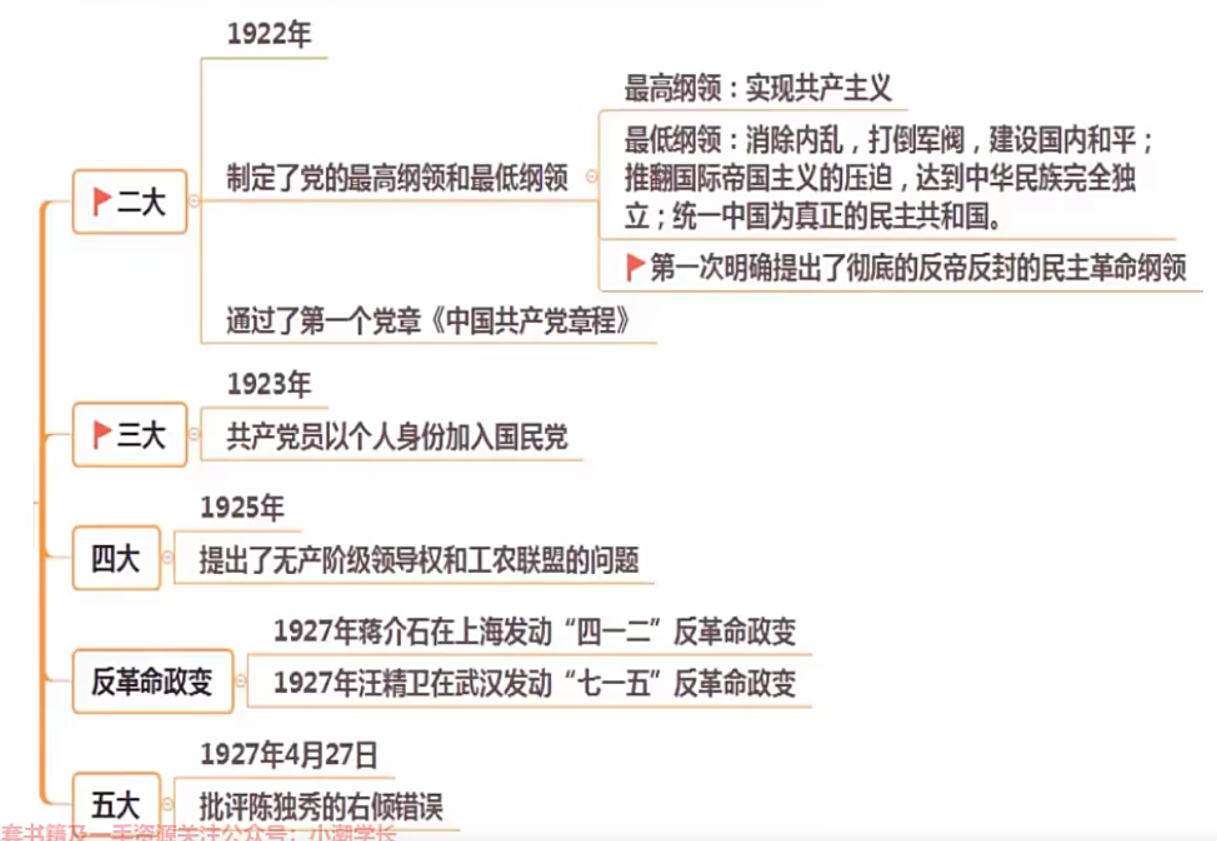 1922年
最高纲领：实现共产主义
最低纲领：消除内乱，打倒军阀，建设国内和平；
推翻国际帝国主义的压迫，达到中华民族完全独
立；统一中国为真正的民主共和国。
制定了党的最高纲领和最低纲领
二大
第一次明确提出了彻底的反帝反封的民主革命纲领
通过了第一个党章《中国共产党章程》
1923年
三大
共产党员以个人身份加入国民党
1925年
四大
提出了无产阶级领导权和工农联盟的问题
1927年蒋介石在上海发动“四一二”反革命政变
反革命政变
1927年汪精卫在武汉发动“七一五”反革命政变
1927年4月27日
五大
批评陈独秀的右倾错误
套书籍及一手资源关注公众号：小潮学长